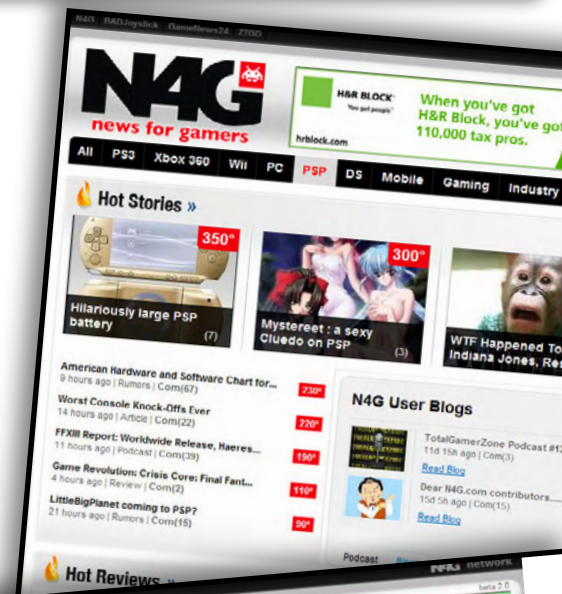 N4G BADJoystick GameNews24
N4G
news for gamers
H&R BLOCK
You got people
hrblock.com
When you've got
H&R Block, you've got
110,000 tax pros.
All PS3 Xbox 360 Wii PC PSP DS Mobile Gaming Industry
Hot Stories »
350°
Hilariously large PSP
battery
(7)
300°
Mystereet : a sexy
Cluedo on PSP
(3)
WTF Happened To
Indiana Jones, Res
American Hardware and Software Chart for...
9 hours ago | Rumors | Com(67)
230°
Worst Console Knock-Offs Ever
14 hours ago | Article | Com(22)
220°
FFXIII Report: Worldwide Release, Haeres...
11 hours ago | Podcast | Com(39)
190°
Game Revolution: Crisis Core: Final Fant...
4 hours ago | Review | Com(2)
110°
LittleBigPlanet coming to PSP?
21 hours ago | Rumors | Com(15)
90°
N4G User Blogs
TotalGamerZone Podcast #1
11d 15h ago | Com(3)
Read Blog
Dear N4G.com contributors....
15d 5h ago | Com(15)
Read Blog
Podcast
Hot Reviews »
N4G network
beta 2.0